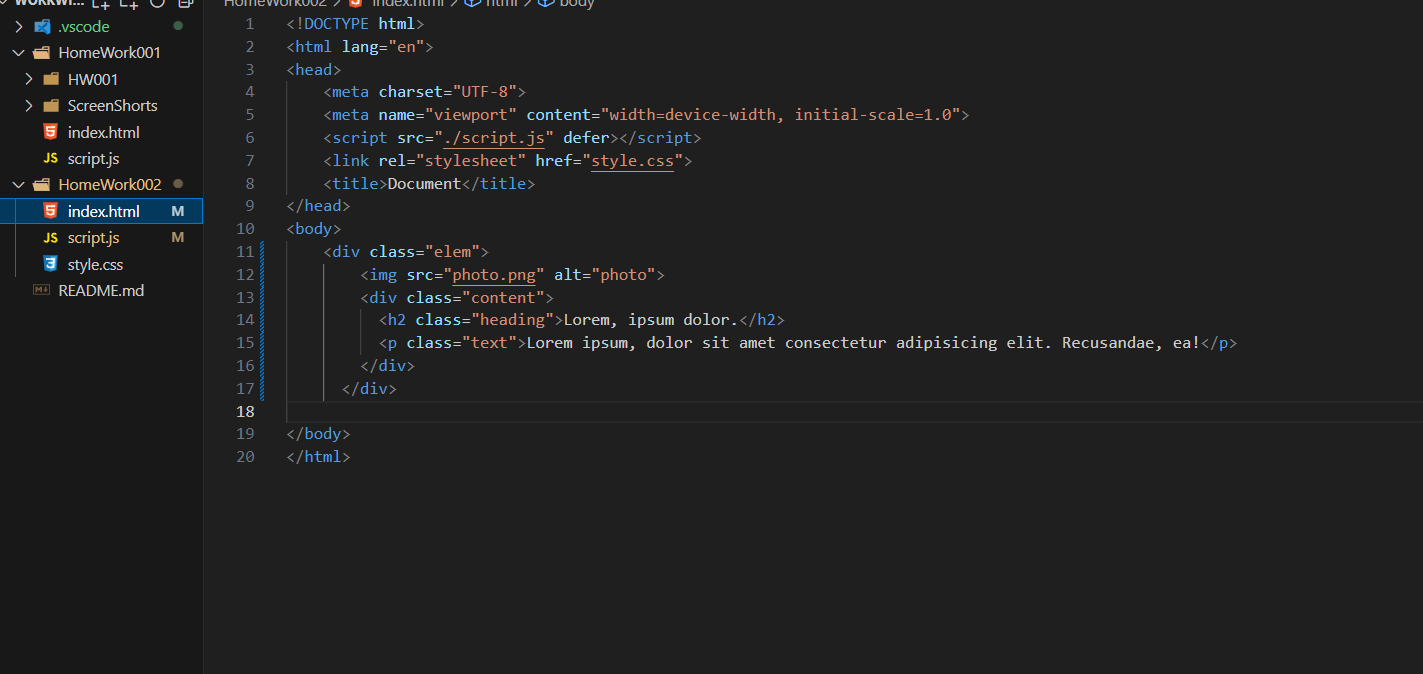 WORKWI...
.vscode
HomeWork001
HW001
ScreenShorts
index.html
JS script.js
HomeWork002
index.html M
JS script.js M
style.css
README.md
HomeWork002 > index.html > html > body
1 <!DOCTYPE html>
2 <html lang="en">
3 <head>
4 <meta charset="UTF-8">
5 <meta name="viewport" content="width=device-width, initial-scale=1.0">
6 <script src="./script.js" defer></script>
7 <link rel="stylesheet" href="style.css">
8 <title>Document</title>
9 </head>
10 <body>
11 <div class="elem">
12 <img src="photo.png" alt="photo">
13 <div class="content">
14 <h2 class="heading">Lorem, ipsum dolor.</h2>
15 <p class="text">Lorem ipsum, dolor sit amet consectetur adipisicing elit. Recusandae, ea!</p>
16 </div>
17 </div>
18
19 </body>
20 </html>